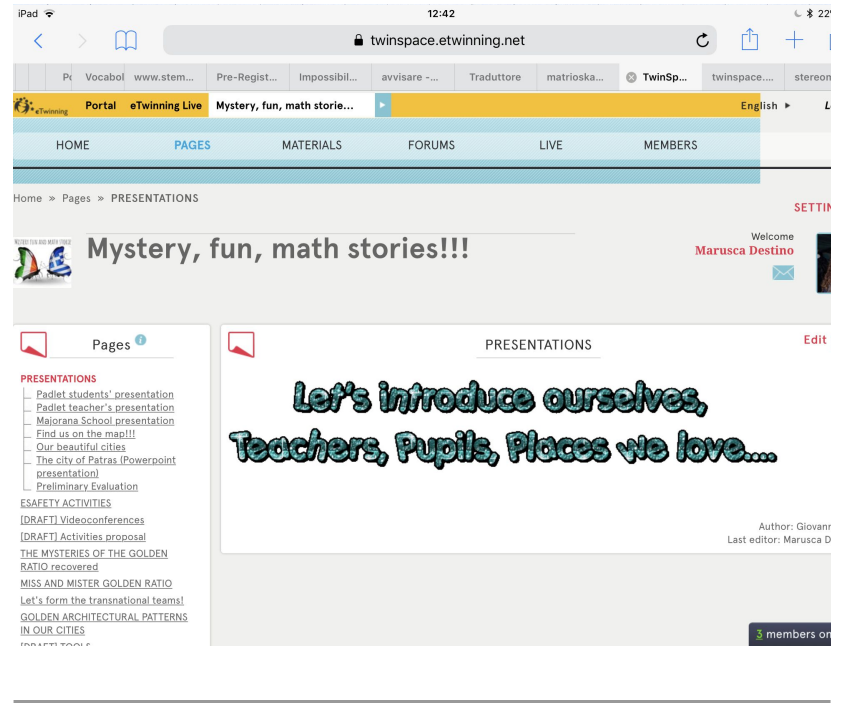 iPad 12:42 22%
twinspace.etwinning.net
Vocabol www.stem... Pre-Regist... Impossibil... avvisare -... Traduttore matrioska... TwinSp... twinspace....
eTwinning Portal eTwinning Live Mystery, fun, math storie... English
HOME PAGES MATERIALS FORUMS LIVE MEMBERS
Home » Pages » PRESENTATIONS
Mystery, fun, math stories!!!
Welcome
Marusca Destino
Pages
PRESENTATIONS
Padlet students' presentation
Padlet teacher's presentation
Majorana School presentation
Find us on the map!!!
Our beautiful cities
The city of Patras (Powerpoint
presentation)
Preliminary Evaluation
ESAFETY ACTIVITIES
[DRAFT] Videoconferences
[DRAFT] Activities proposal
THE MYSTERIES OF THE GOLDEN
RATIO recovered
MISS AND MISTER GOLDEN RATIO
Let's form the transnational teams!
GOLDEN ARCHITECTURAL PATTERNS
IN OUR CITIES
[DRAFT] TOOLS
PRESENTATIONS
Edit
Let's introduce ourselves,
Teachers, Pupils, Places we love....
Author:
Last editor: Marusca
3 members on